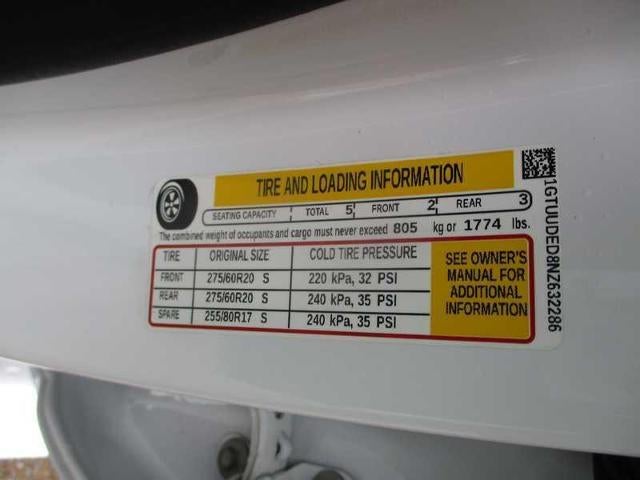 TIRE AND LOADING INFORMATION
SEATING CAPACITY TOTAL 5 FRONT 2 REAR 3
The combined weight of occupants and cargo must never exceed 805 kg or 1774 lbs.
TIRE ORIGINAL SIZE COLD TIRE PRESSURE
FRONT 275/60R20 S 220 kPa, 32 PSI
REAR 275/60R20 S 240 kPa, 35 PSI
SPARE 255/80R17 S 240 kPa, 35 PSI
SEE OWNER'S
MANUAL FOR
ADDITIONAL
INFORMATION
1GTUUDED8NZ632286